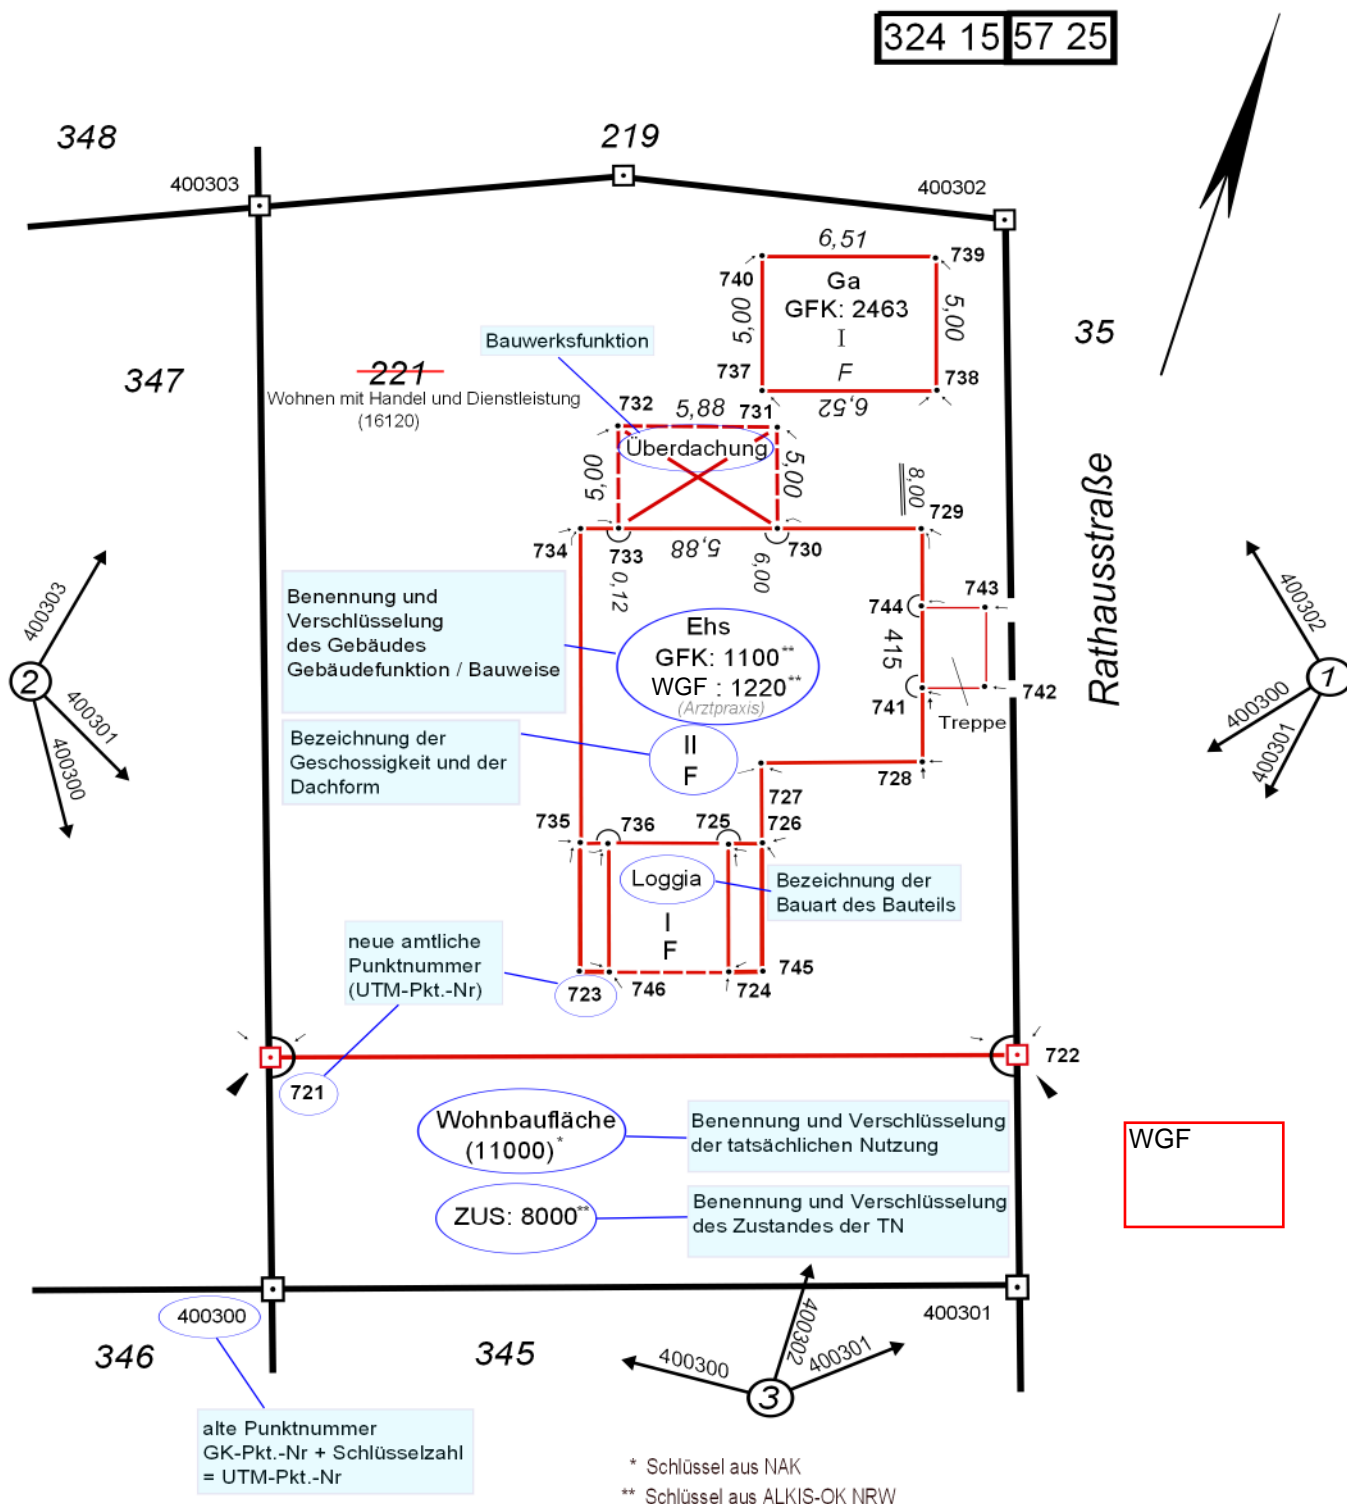 324 15 57 25
348
219
400303
400302
6,51
739
740
Ga
GFK: 2463
I
F
5,00
5,00
35
737
738
6,52
Bauwerksfunktion
347
221
Wohnen mit Handel und Dienstleistung
(16120)
732
5,88
731
Überdachung
5,00
5,00
8,00
729
Rathausstraße
734
733
5,88
730
0,12
6,00
744
743
Benennung und
Verschlüsselung
des Gebäudes
Gebäudefunktion / Bauweise
Ehs
GFK: 1100**
WGF : 1220**
(Arztpraxis)
415
741
742
Treppe
400303
2
400301
400300
400302
1
400300
400301
Bezeichnung der
Geschossigkeit und der
Dachform
II
F
728
727
735
736
725
726
Loggia
I
F
Bezeichnung der
Bauart des Bauteils
neue amtliche
Punktnummer
(UTM-Pkt.-Nr)
723
746
724
745
721
722
Wohnbaufläche
(11000)*
Benennung und Verschlüsselung
der tatsächlichen Nutzung
WGF
ZUS: 8000**
Benennung und Verschlüsselung
des Zustandes der TN
400300
400301
346
345
400300
400302
400301
3
alte Punktnummer
GK-Pkt.-Nr + Schlüsselzahl
= UTM-Pkt.-Nr
* Schlüssel aus NAK
** Schlüssel aus ALKIS-OK NRW